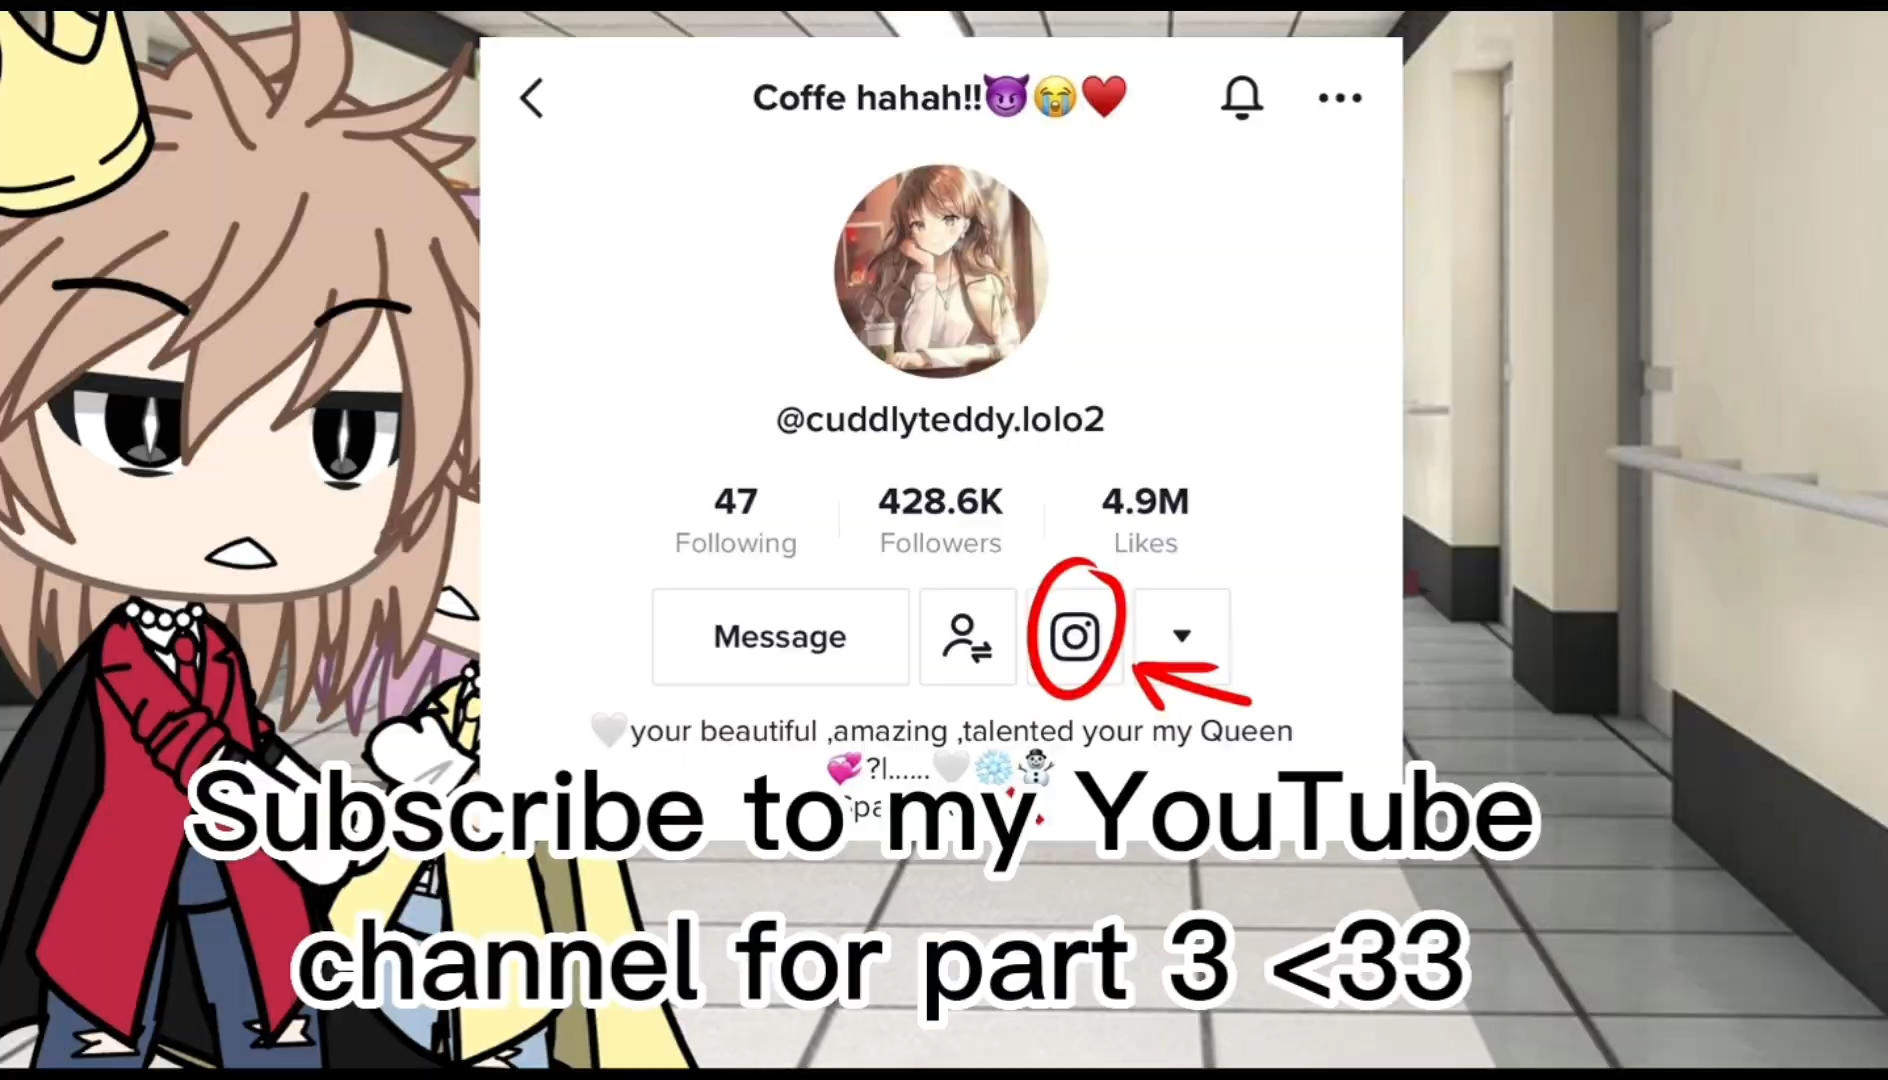 Coffe hahah!!😈😭❤️
@cuddlyteddy.lolo2
47 428.6K 4.9M
Following Followers Likes
Message
🤍your beautiful ,amazing ,talented your my Queen
💞?|......🤍❄️☃️
Subscribe to my YouTube
channel for part 3 <33